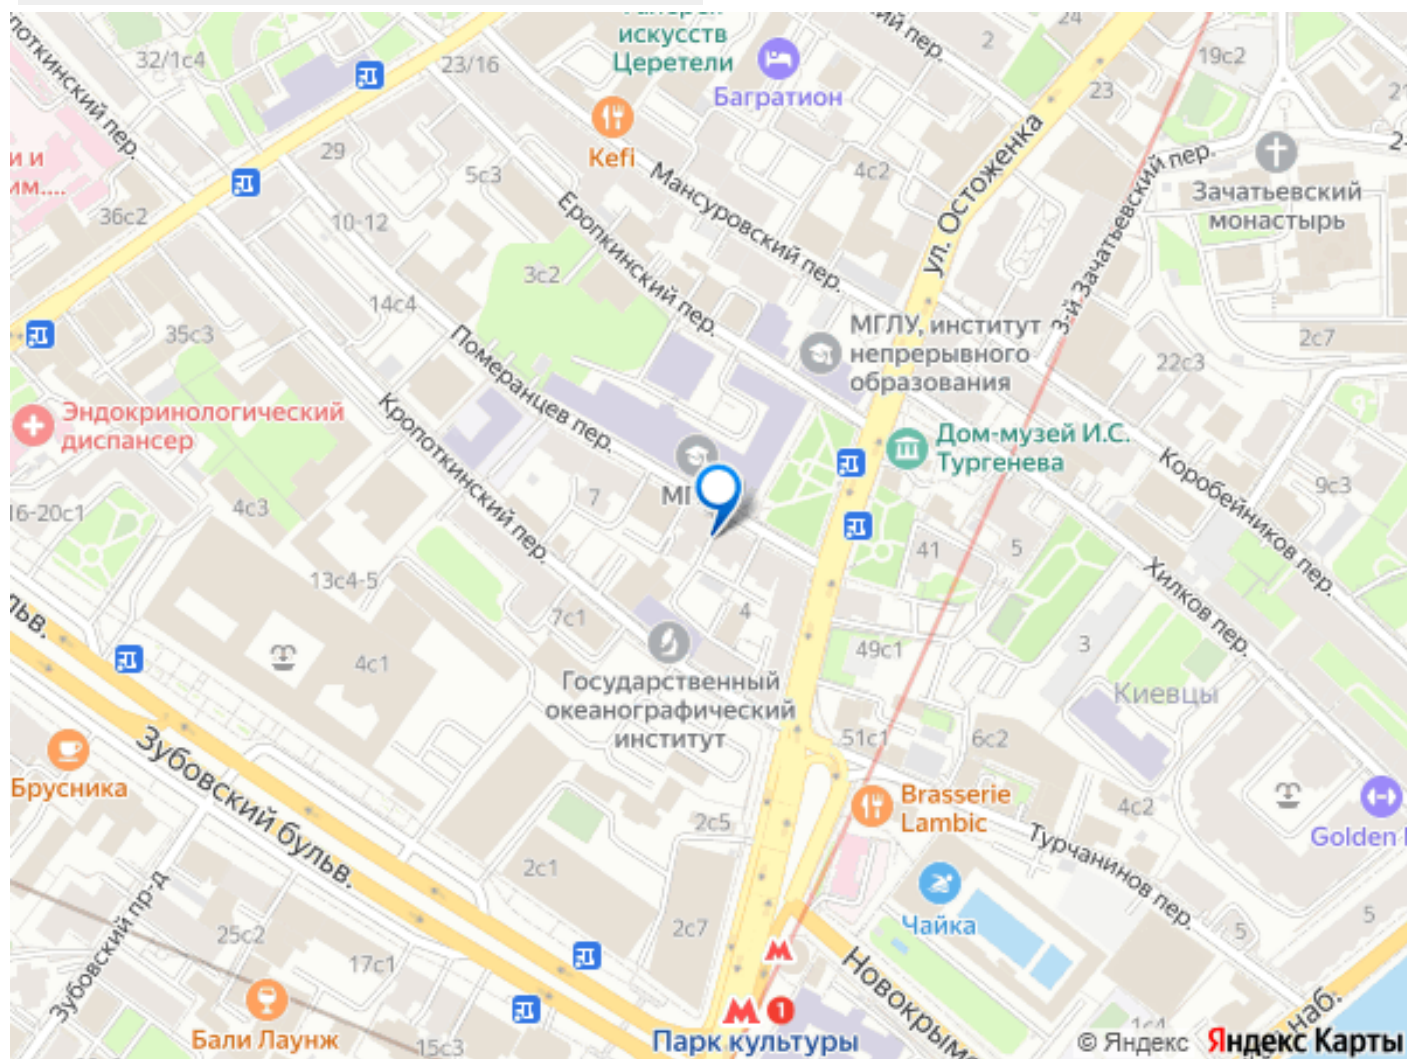 искусств
Церетели
Багратион
Kefi
32/1с4
23/16
24
2
23
19с2
29
5с3
4с2
36с2
10-12
3с2
14с4
35с3
Мансуровский пер.
Еропкинский пер.
ул. Остоженка
3-й Зачатьевский пер.
Зачатьевский
монастырь
2с7
22с3
МГЛУ, институт
непрерывного
образования
Померанцев пер.
Кропоткинский пер.
Эндокринологический
диспансер
Дом-музей И.С.
Тургенева
Коробейников пер.
9с3
Хилков пер.
16-20с1
4с3
7
41
5
13с4-5
7с1
4
4с1
49с1
3
Киевцы
Государственный
океанографический
институт
51с1
6с2
Брусника
Зубовский бульв.
Brasserie
Lambic
4с2
Golden
Турчанинов пер.
2с5
2с1
Чайка
2с7
5
5
Зубовский пр-д
25с2
17с1
Бали Лаунж
15с3
1
Парк культуры
1с4
© Яндекс Яндекс Карты